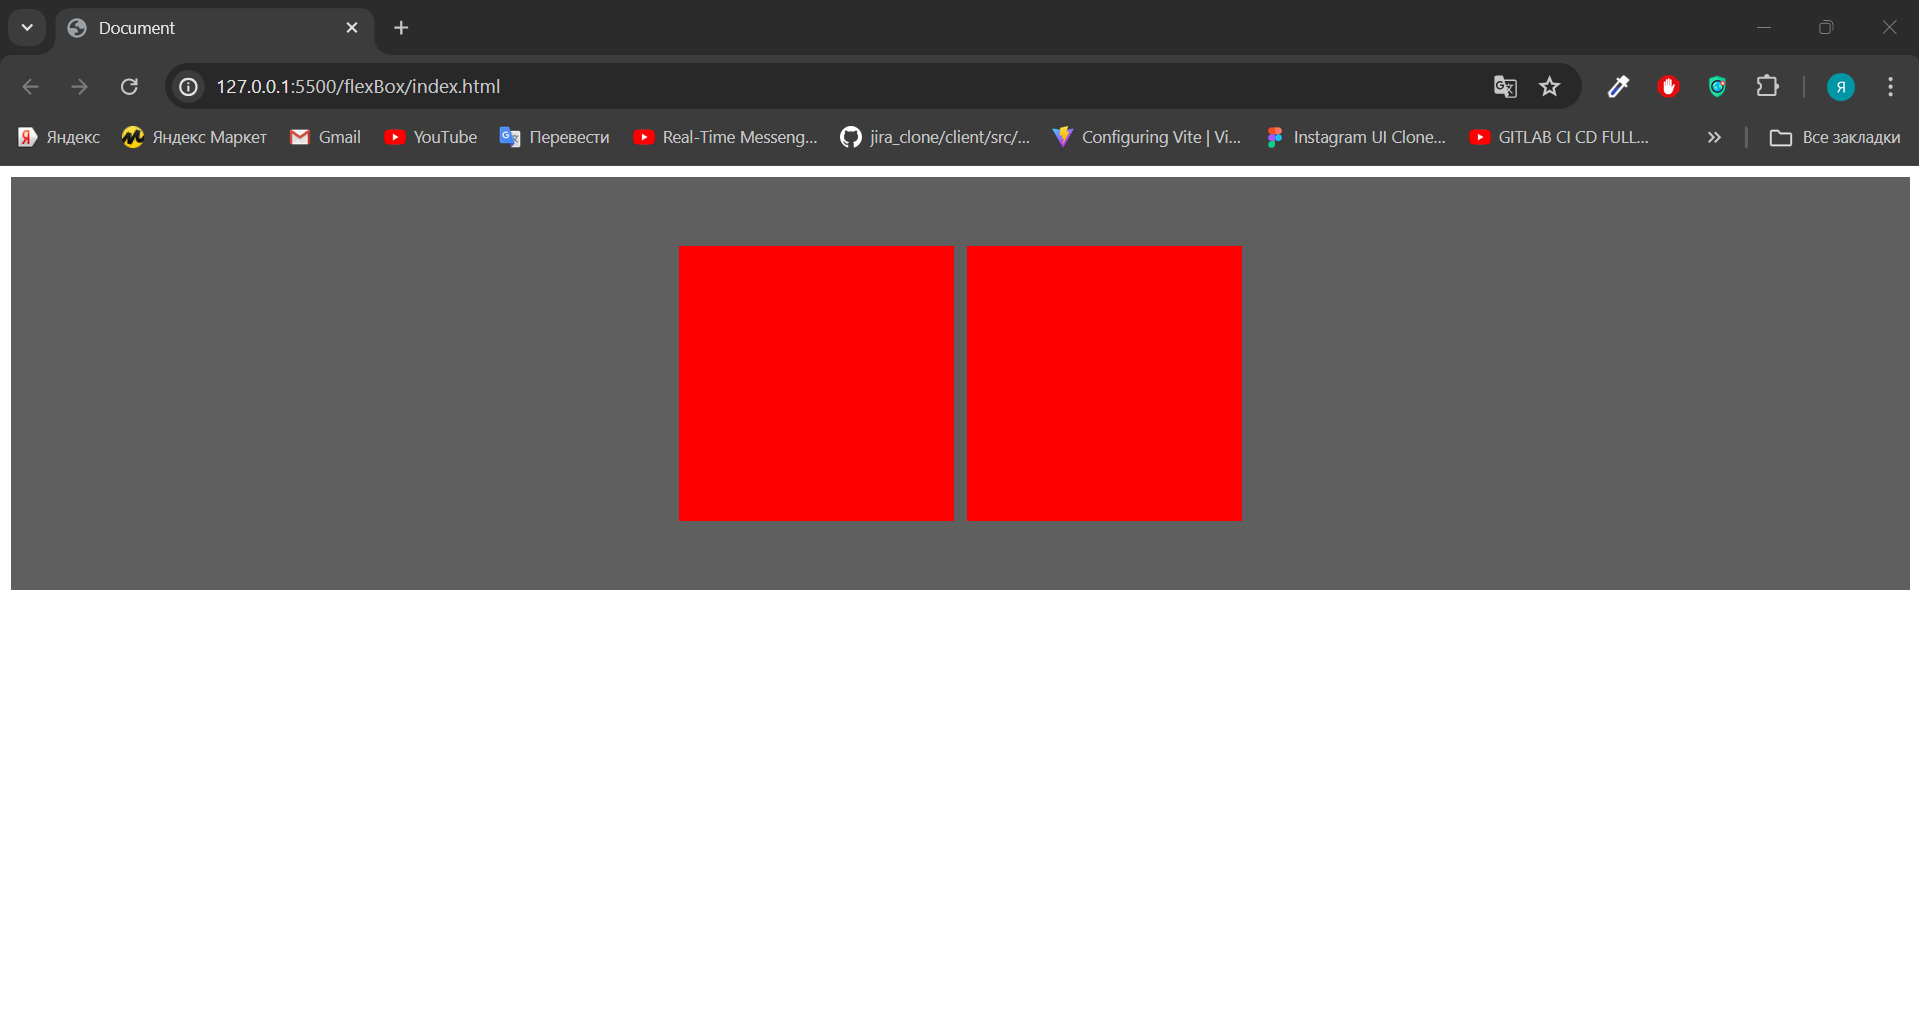 Document
127.0.0.1:5500/flexBox/index.html
Я
Яндекс Яндекс Маркет Gmail YouTube Перевести Real-Time Messeng... jira_clone/client/src/... Configuring Vite | Vi... Instagram UI Clone... GITLAB CI CD FULL... » Все закладки